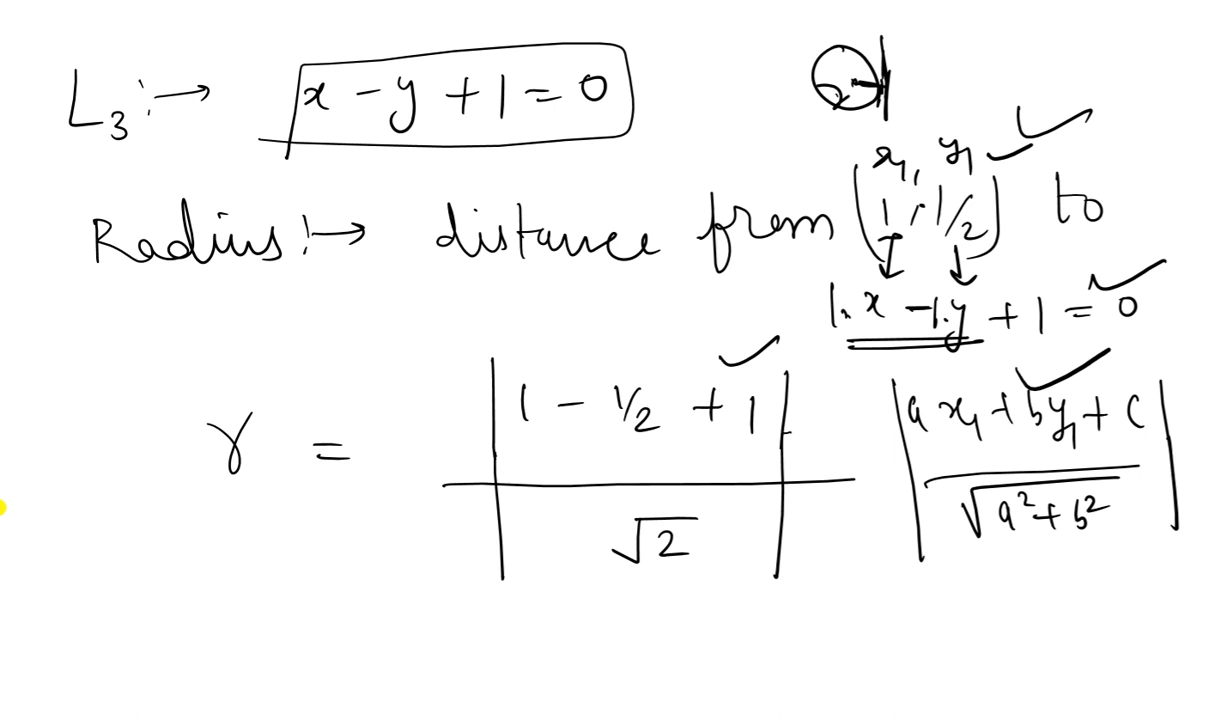 L₃ :→ x - y + 1 = 0
x₁, y₁
Radius :→ distance from (1, 1/2) to
1.x - 1.y + 1 = 0
r = |1 - 1/2 + 1 / √2| |ax₁ + by₁ + c / √a² + b²|